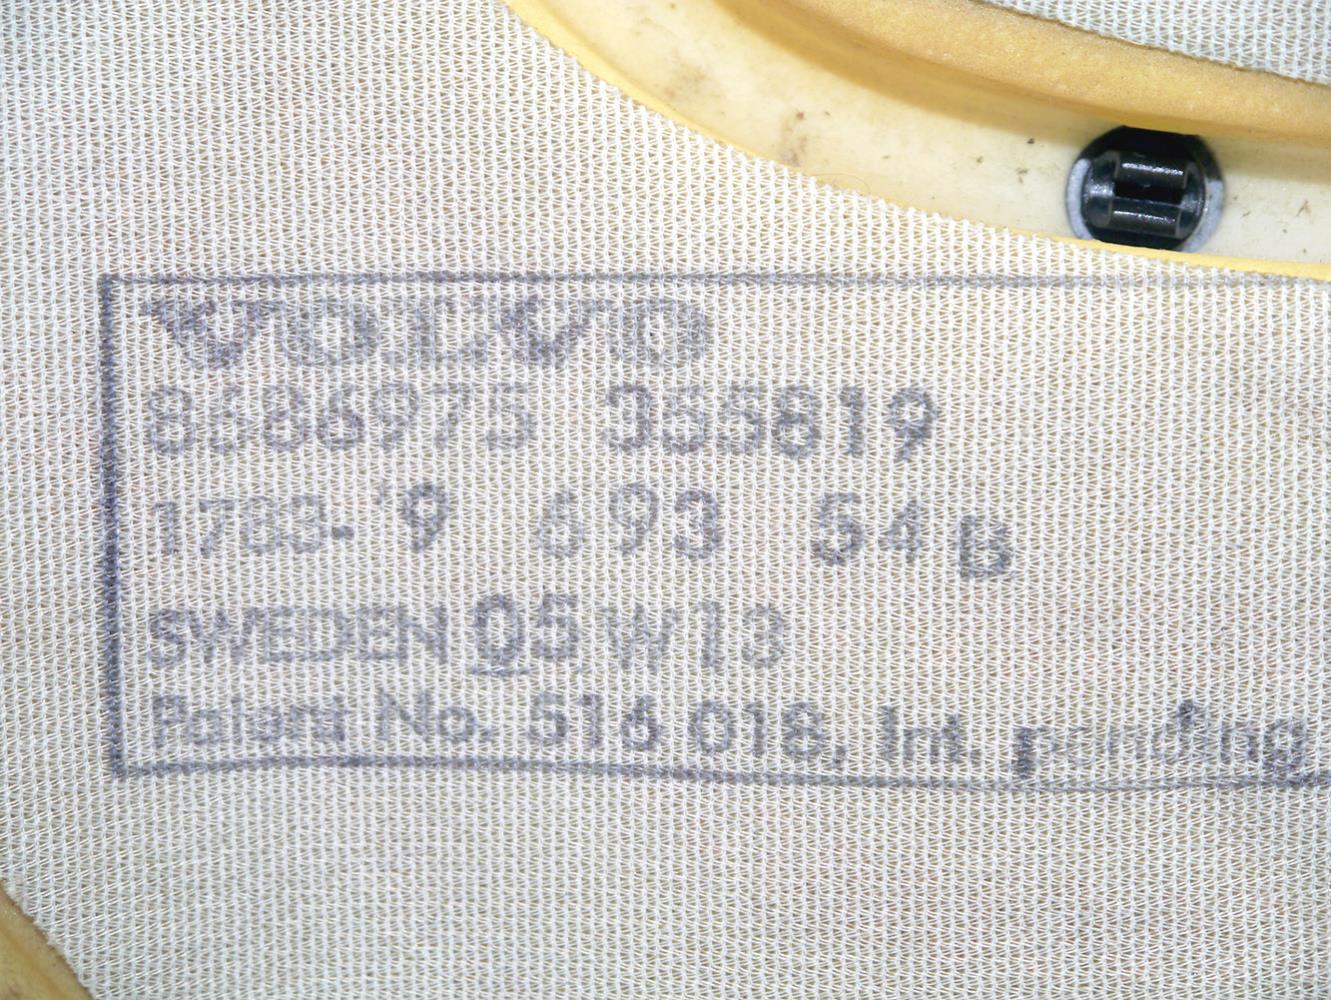 VOLVO
8686975 355819
1783-'9 693 54 B
SWEDEN 05 W13
Patent No. 516 018, Int. pending